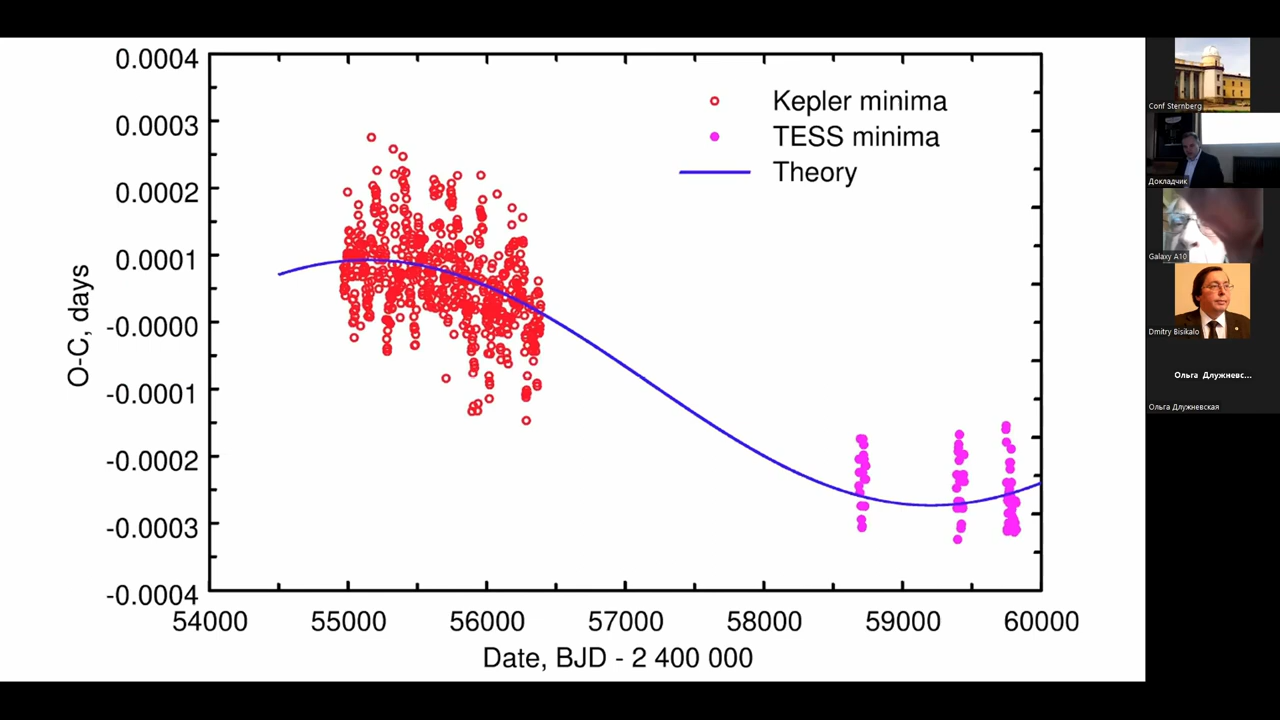 0.0004
0.0003
0.0002
0.0001
-0.0000
-0.0001
-0.0002
-0.0003
-0.0004
O-C, days
Kepler minima
TESS minima
Theory
54000 55000 56000 57000 58000 59000 60000
Date, BJD - 2 400 000
Conf Sternberg
Докладчик
Galaxy A10
Dmitry Bisikalo
Ольга Длужневс...
Ольга Длужневская